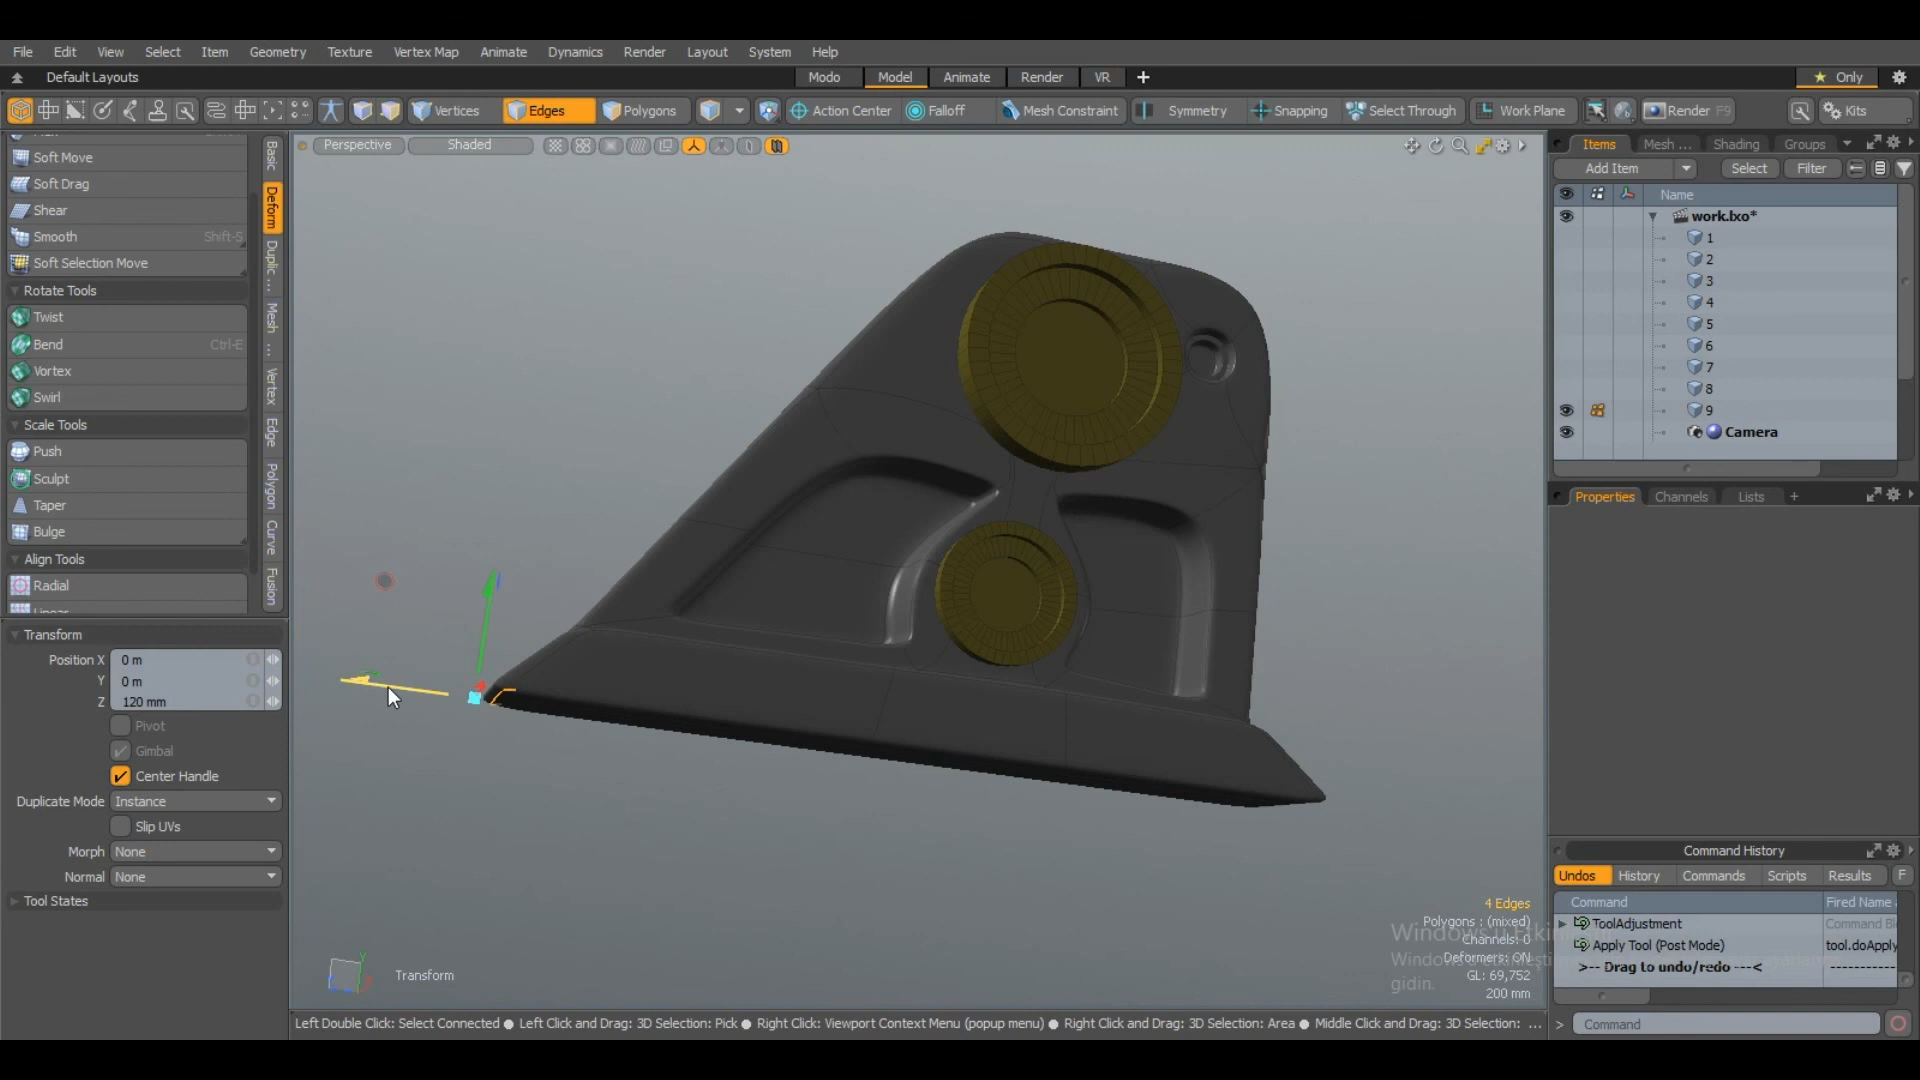 File Edit View Select Item Geometry Texture Vertex Map Animate Dynamics Render Layout System Help
Default Layouts
Modo Model Animate Render VR + Only
Vertices Edges Polygons Action Center Falloff Mesh Constraint Symmetry Snapping Select Through Work Plane Render F9 Kits
Soft Move
Soft Drag
Shear
Smooth Shift-S
Soft Selection Move
Rotate Tools
Twist
Bend Ctrl-E
Vortex
Swirl
Scale Tools
Push
Sculpt
Taper
Bulge
Align Tools
Radial
Linear
Basic
Deform
Duplic ...
Mesh ...
Vertex
Edge
Polygon
Curve
Fusion
Transform
Position X 0 m
Y 0 m
Z 120 mm
Pivot
Gimbal
Center Handle
Duplicate Mode Instance
Slip UVs
Morph None
Normal None
Tool States
Perspective Shaded
Y
Transform
4 Edges
Polygons : (mixed)
Channels: 0
Deformers: ON
GL: 69,752
200 mm
gidin.
Left Double Click: Select Connected ● Left Click and Drag: 3D Selection: Pick ● Right Click: Viewport Context Menu (popup menu) ● Right Click and Drag: 3D Selection: Area ● Middle Click and Drag: 3D Selection: ...
Items Mesh ... Shading Groups
Add Item Select Filter
Name
work.lxo*
1
2
3
4
5
6
7
8
9
Camera
Properties Channels Lists +
Command History
Undos History Commands Scripts Results F
Command Fired Name
ToolAdjustment Command Bl
Apply Tool (Post Mode) tool.doApply
>-- Drag to undo/redo ---< -----------
> Command